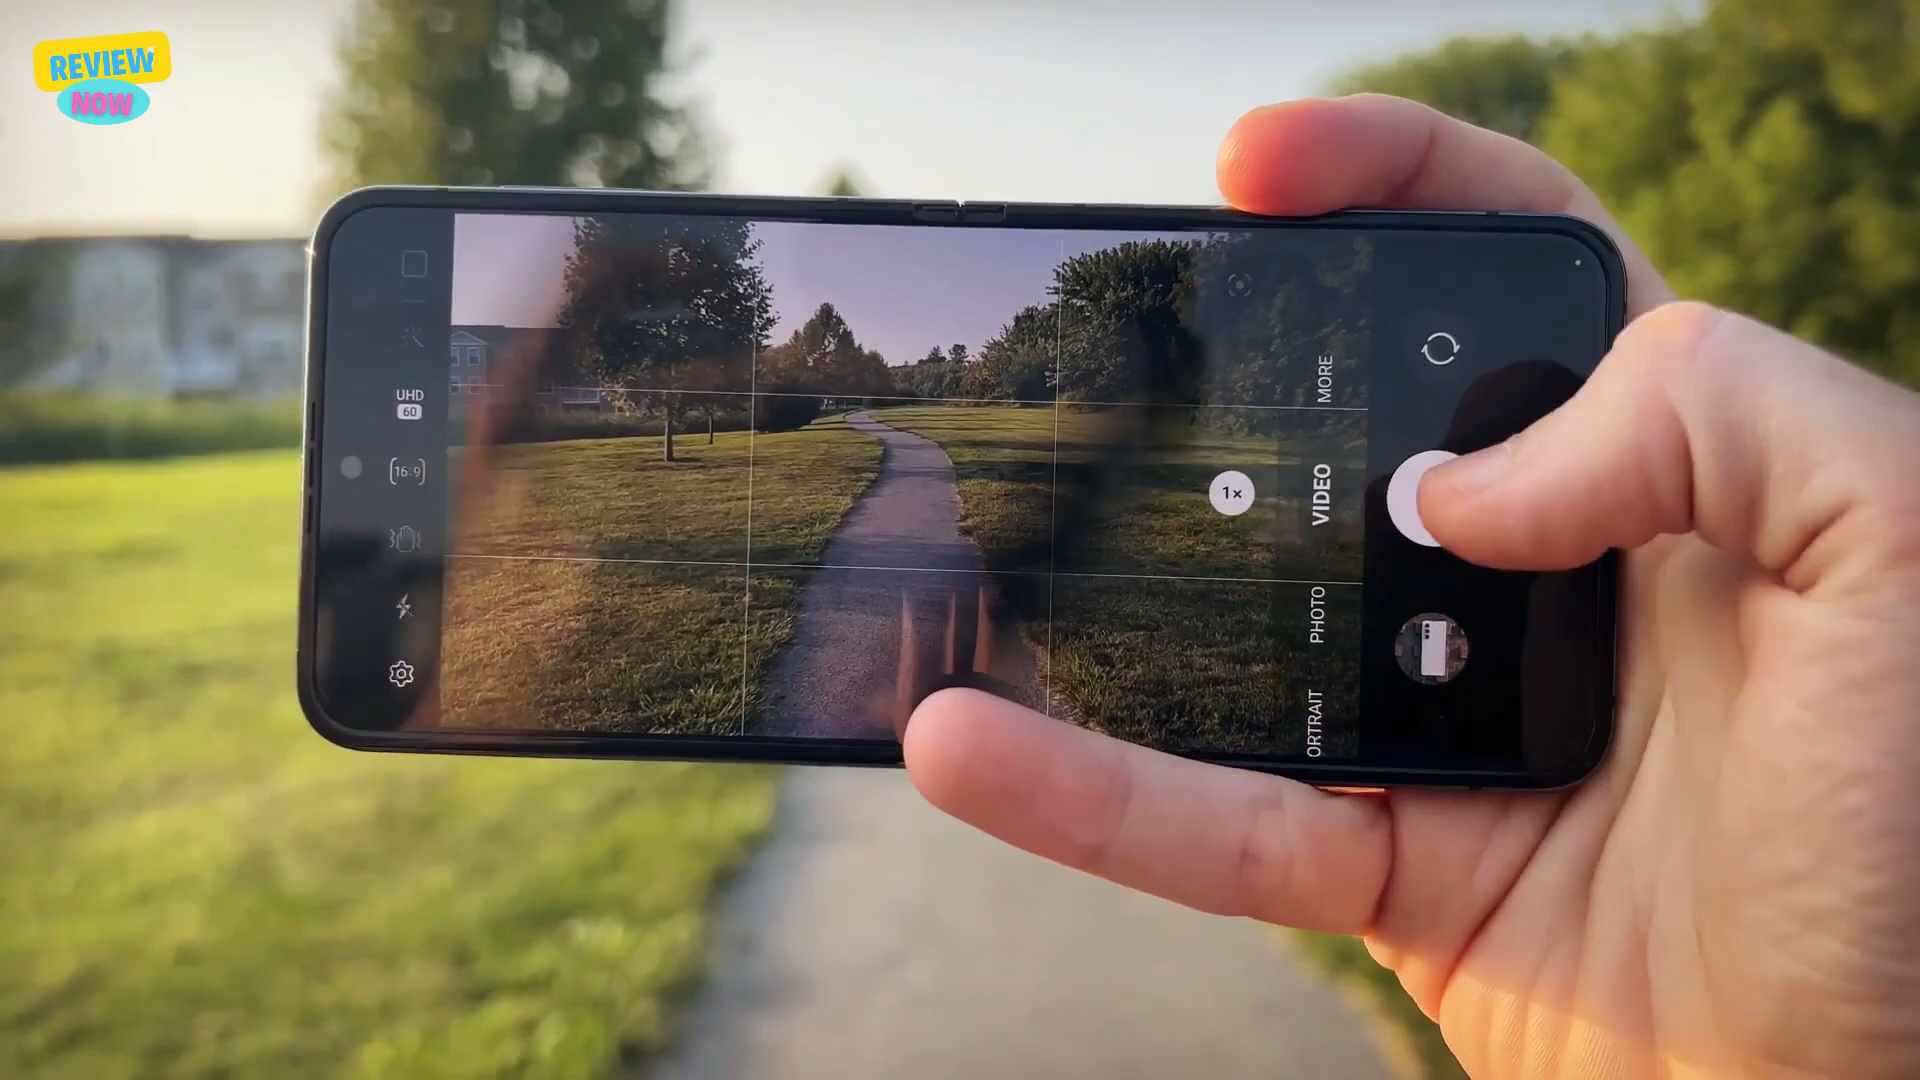 REVIEW
NOW
UHD
60
16:9
1×
MORE
VIDEO
PHOTO
ORTRAIT